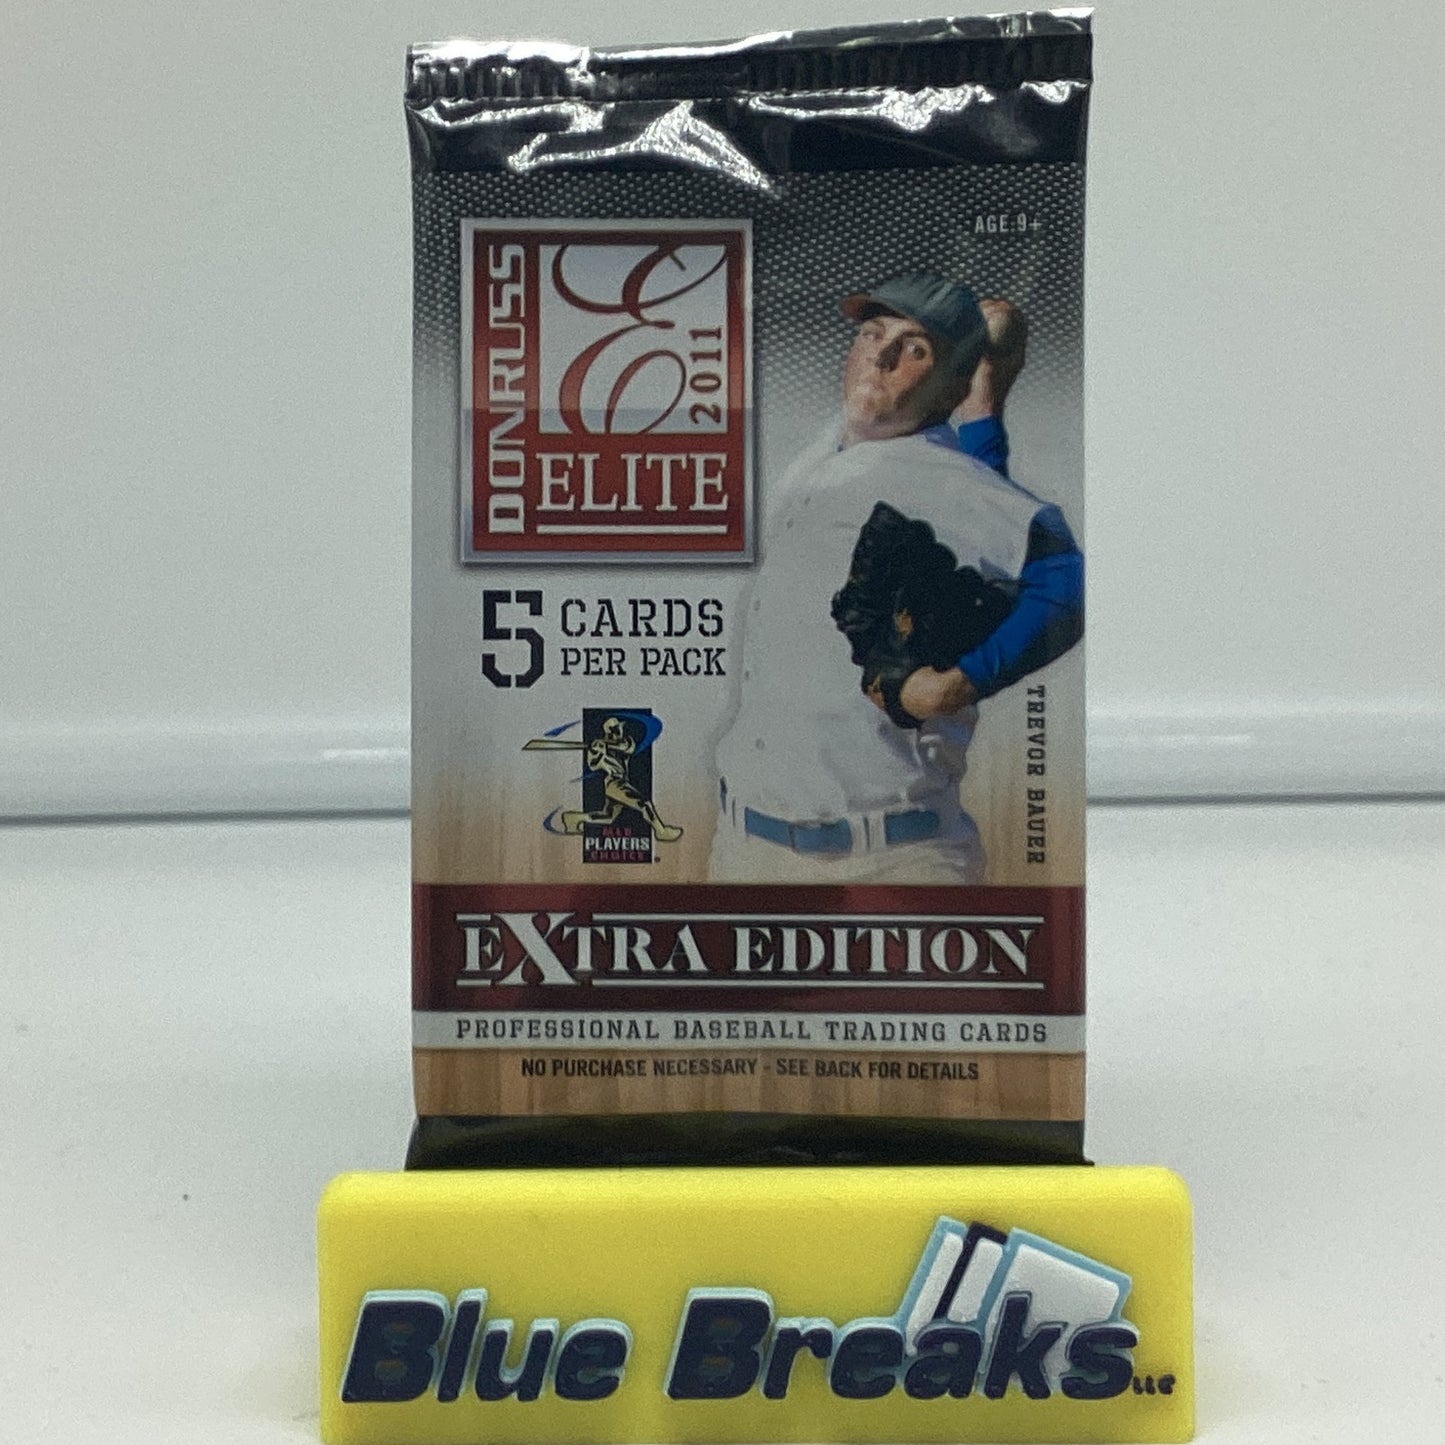 AGE: 9+
DONRUSS
E
2011
ELITE
5 CARDS
PER PACK
MLB
PLAYERS
CHOICE
TREVOR BAUER
EXTRA EDITION
PROFESSIONAL BASEBALL TRADING CARDS
NO PURCHASE NECESSARY - SEE BACK FOR DETAILS
Blue Breaks LLC